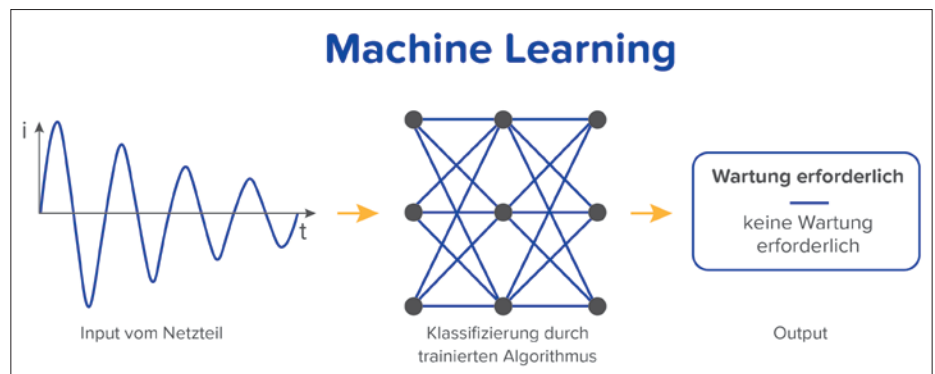 Machine Learning
i
t
Wartung erforderlich
keine Wartung
erforderlich
Input vom Netzteil
Klassifizierung durch
trainierten Algorithmus
Output